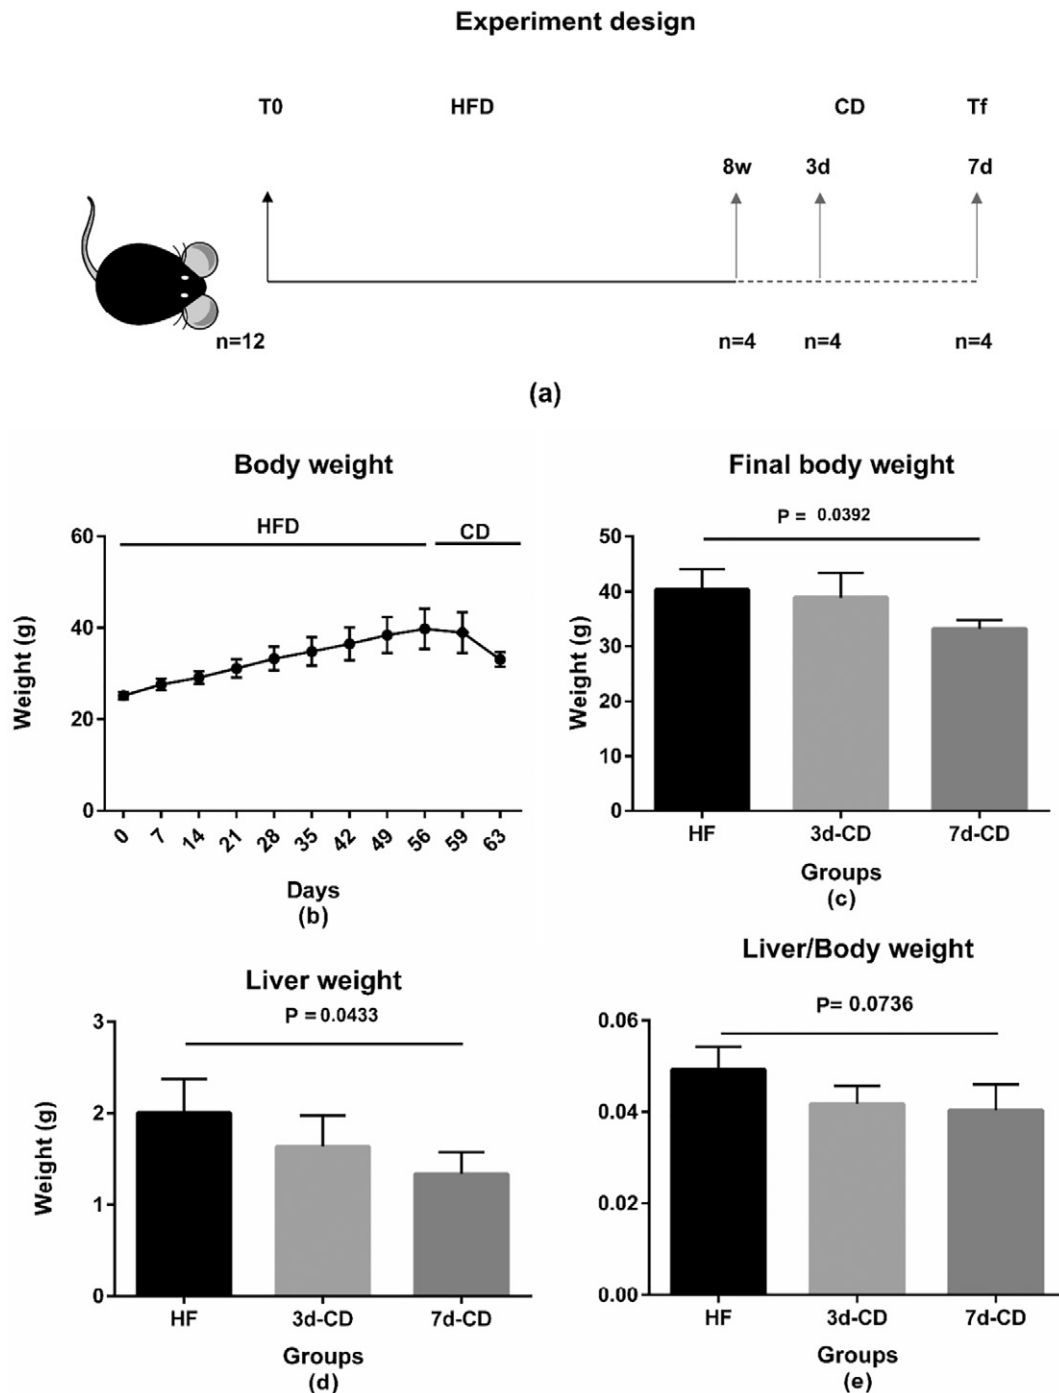 Experiment design
T0 HFD CD Tf
8w 3d 7d
n=12 n=4 n=4 n=4
(a)
Body weight
HFD CD
60
40
20
0
Weight (g)
0 7 14 21 28 35 42 49 56 59 63
Days
(b)
Final body weight
P = 0.0392
50
40
30
20
10
0
Weight (g)
HF 3d-CD 7d-CD
Groups
(c)
Liver weight
P = 0.0433
3
2
1
0
Weight (g)
HF 3d-CD 7d-CD
Groups
(d)
Liver/Body weight
P= 0.0736
0.06
0.04
0.02
0.00
HF 3d-CD 7d-CD
Groups
(e)